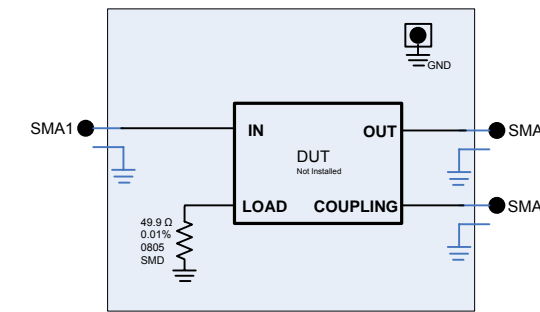 GND
SMA1
IN
OUT
SMA
DUT
Not Installed
LOAD
COUPLING
SMA
49.9 Ω
0.01%
0805
SMD